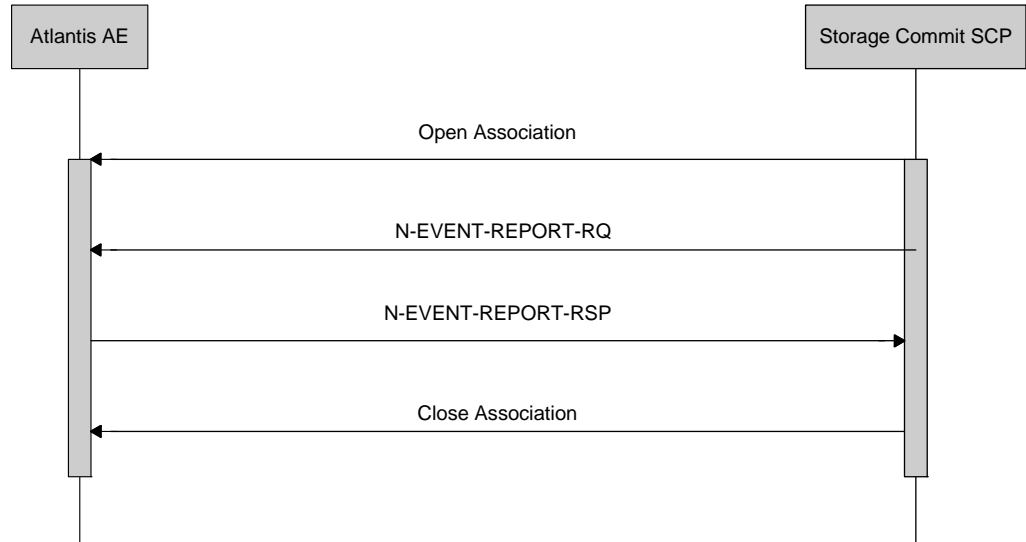 Atlantis AE
Storage Commit SCP
Open Association
N-EVENT-REPORT-RQ
N-EVENT-REPORT-RSP
Close Association